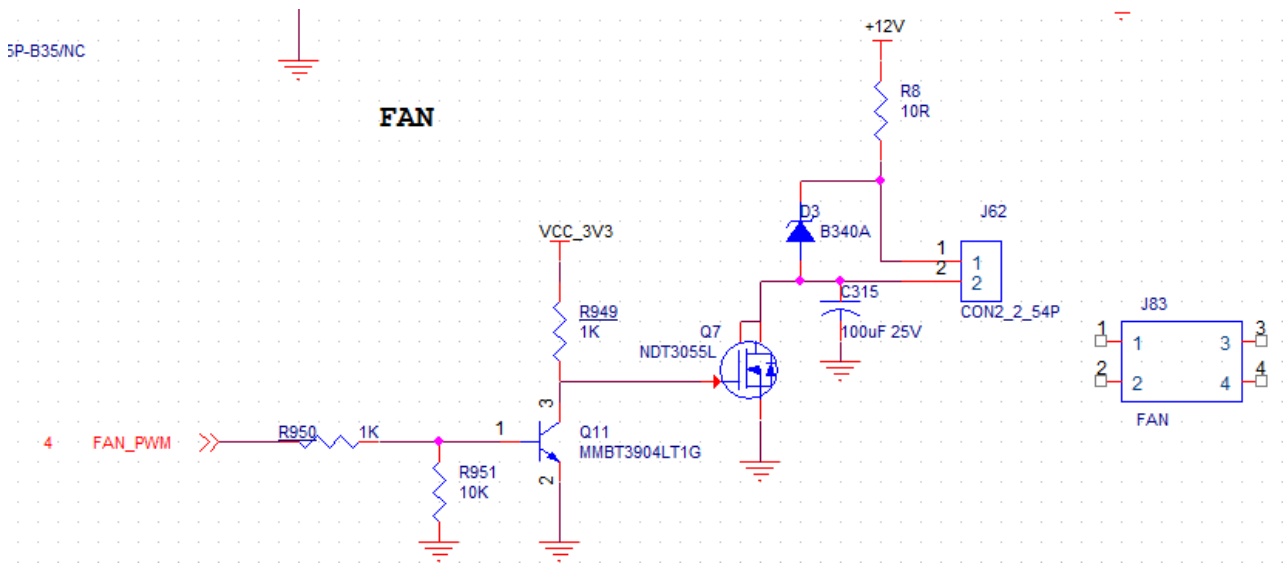 +12V
5P-B35/NC
R8
10R
FAN
D3
B340A
J62
VCC_3V3
1
1
2
2
C315
CON2_2_54P
J83
R949
1K
Q7
NDT3055L
100uF 25V
1
1
3
3
2
2
4
4
FAN
3
4
FAN_PWM
R950
1K
1
Q11
MMBT3904LT1G
R951
10K
2